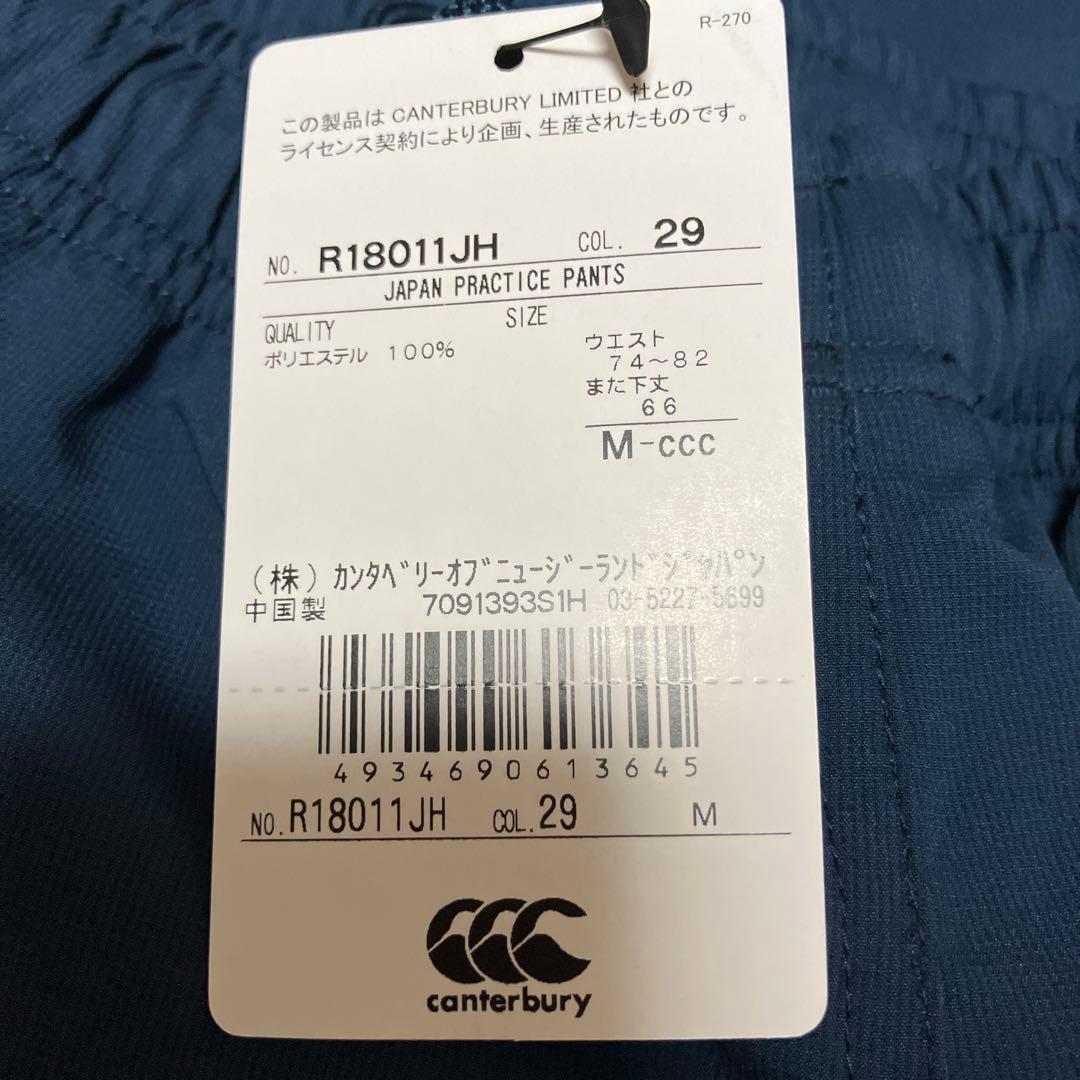 R-270
この製品は CANTERBURY LIMITED 社との
ライセンス契約により企画、生産されたものです。
NO. R18011JH COL. 29
JAPAN PRACTICE PANTS
QUALITY SIZE
ポリエステル 100%
ウエスト
74～82
また下丈
66
M-ccc
(株) ｶﾝﾀﾍﾞﾘｰｵﾌﾞﾆｭｰｼﾞｰﾗﾝﾄﾞｼﾞｬﾊﾟﾝ
中国製 7091393S1H 03-5227-5699
4934690613645
NO. R18011JH COL. 29 M
canterbury